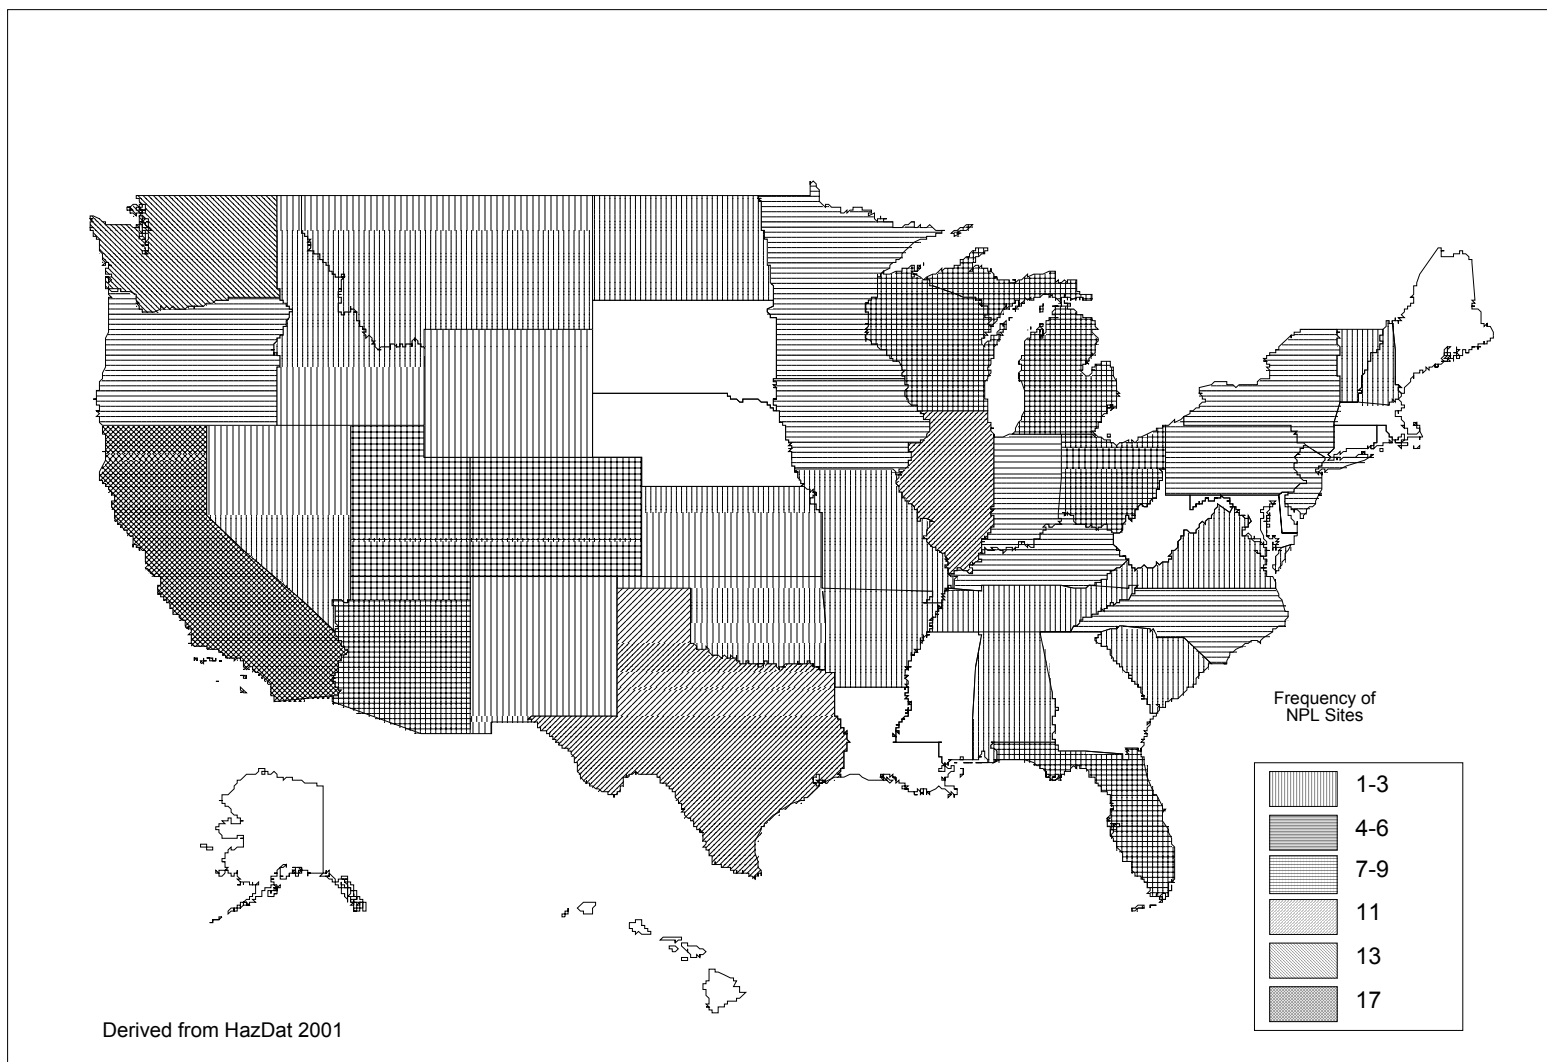 Frequency of
NPL Sites
1-3
4-6
7-9
11
13
17
Derived from HazDat 2001